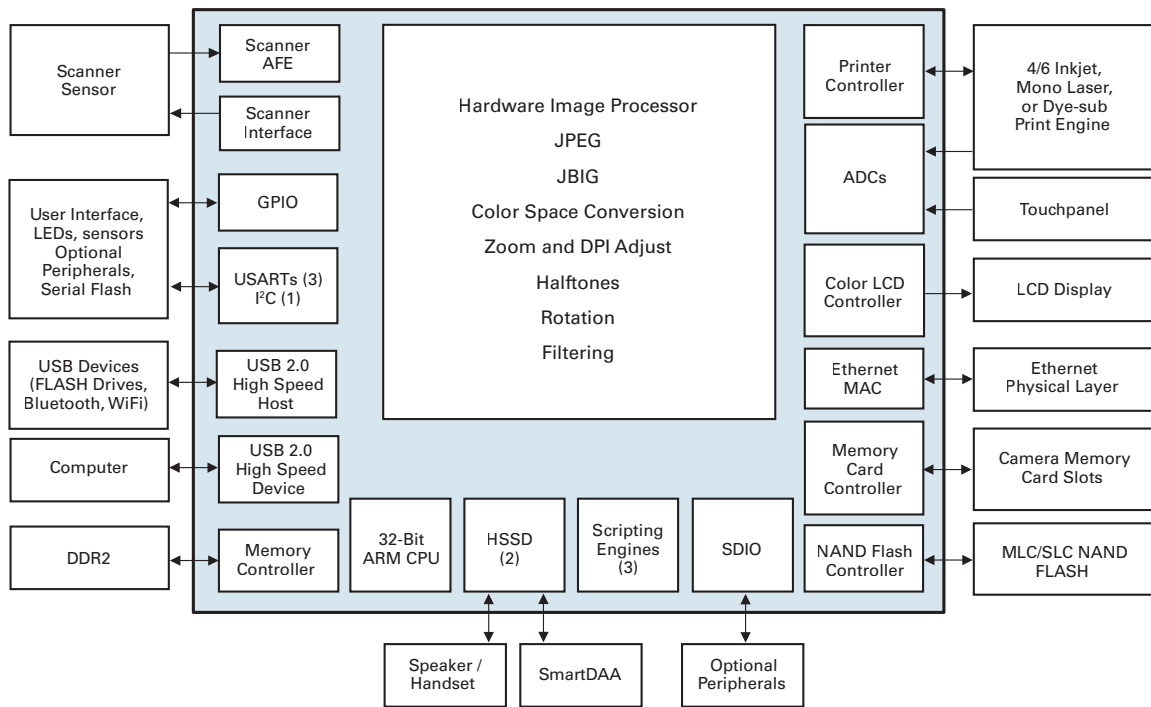 Scanner
Sensor
User Interface,
LEDs, sensors
Optional
Peripherals,
Serial Flash
USB Devices
(FLASH Drives,
Bluetooth, WiFi)
Computer
DDR2
Scanner
AFE
Scanner
Interface
GPIO
USARTs (3)
I²C (1)
USB 2.0
High Speed
Host
USB 2.0
High Speed
Device
Memory
Controller
Hardware Image Processor
JPEG
JBIG
Color Space Conversion
Zoom and DPI Adjust
Halftones
Rotation
Filtering
32-Bit
ARM CPU
HSSD
(2)
Scripting
Engines
(3)
SDIO
Printer
Controller
ADCs
Color LCD
Controller
Ethernet
MAC
Memory
Card
Controller
NAND Flash
Controller
4/6 Inkjet,
Mono Laser,
or Dye-sub
Print Engine
Touchpanel
LCD Display
Ethernet
Physical Layer
Camera Memory
Card Slots
MLC/SLC NAND
FLASH
Speaker /
Handset
SmartDAA
Optional
Peripherals